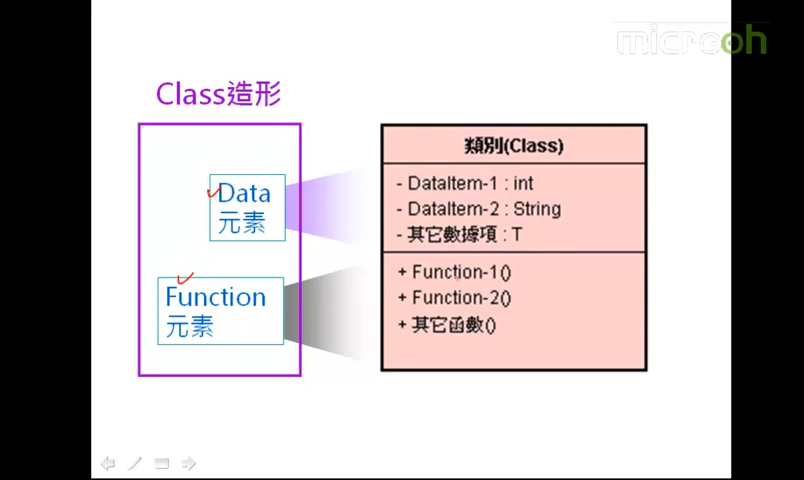 microoh
Class造形
Data
元素
Function
元素
類別(Class)
- DataItem-1 : int
- DataItem-2 : String
- 其它數據項 : T
+ Function-1()
+ Function-2()
+ 其它函數()